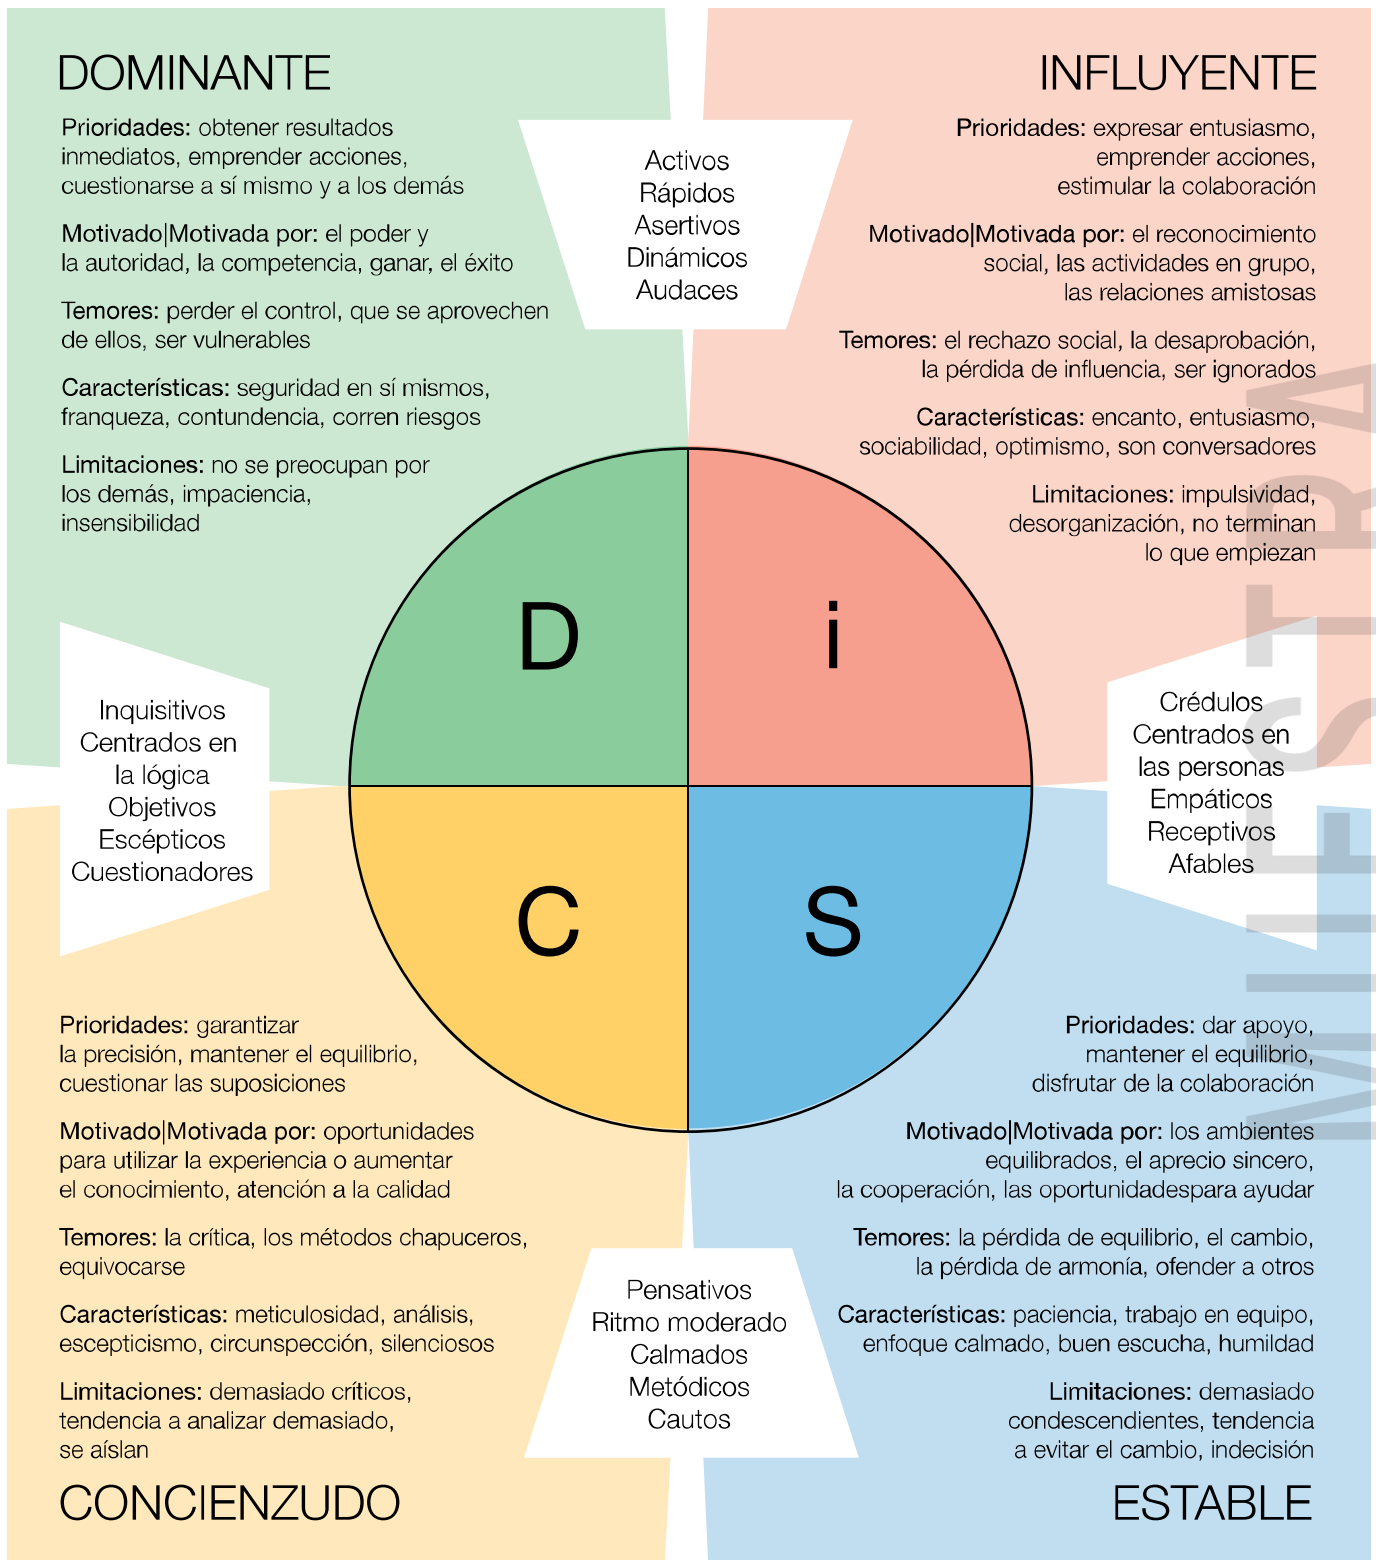 DOMINANTE
Prioridades: obtener resultados
inmediatos, emprender acciones,
cuestionarse a sí mismo y a los demás
Motivado|Motivada por: el poder y
la autoridad, la competencia, ganar, el éxito
Temores: perder el control, que se aprovechen
de ellos, ser vulnerables
Características: seguridad en sí mismos,
franqueza, contundencia, corren riesgos
Limitaciones: no se preocupan por
los demás, impaciencia,
insensibilidad
Activos
Rápidos
Asertivos
Dinámicos
Audaces
INFLUYENTE
Prioridades: expresar entusiasmo,
emprender acciones,
estimular la colaboración
Motivado|Motivada por: el reconocimiento
social, las actividades en grupo,
las relaciones amistosas
Temores: el rechazo social, la desaprobación,
la pérdida de influencia, ser ignorados
Características: encanto, entusiasmo,
sociabilidad, optimismo, son conversadores
Limitaciones: impulsividad,
desorganización, no terminan
lo que empiezan
D
i
Inquisitivos
Centrados en
la lógica
Objetivos
Escépticos
Cuestionadores
Crédulos
Centrados en
las personas
Empáticos
Receptivos
Afables
C
S
Prioridades: garantizar
la precisión, mantener el equilibrio,
cuestionar las suposiciones
Motivado|Motivada por: oportunidades
para utilizar la experiencia o aumentar
el conocimiento, atención a la calidad
Temores: la crítica, los métodos chapuceros,
equivocarse
Características: meticulosidad, análisis,
escepticismo, circunspección, silenciosos
Limitaciones: demasiado críticos,
tendencia a analizar demasiado,
se aíslan
CONCIENZUDO
Pensativos
Ritmo moderado
Calmados
Metódicos
Cautos
Prioridades: dar apoyo,
mantener el equilibrio,
disfrutar de la colaboración
Motivado|Motivada por: los ambientes
equilibrados, el aprecio sincero,
la cooperación, las oportunidadespara ayudar
Temores: la pérdida de equilibrio, el cambio,
la pérdida de armonía, ofender a otros
Características: paciencia, trabajo en equipo,
enfoque calmado, buen escucha, humildad
Limitaciones: demasiado
condescendientes, tendencia
a evitar el cambio, indecisión
ESTABLE